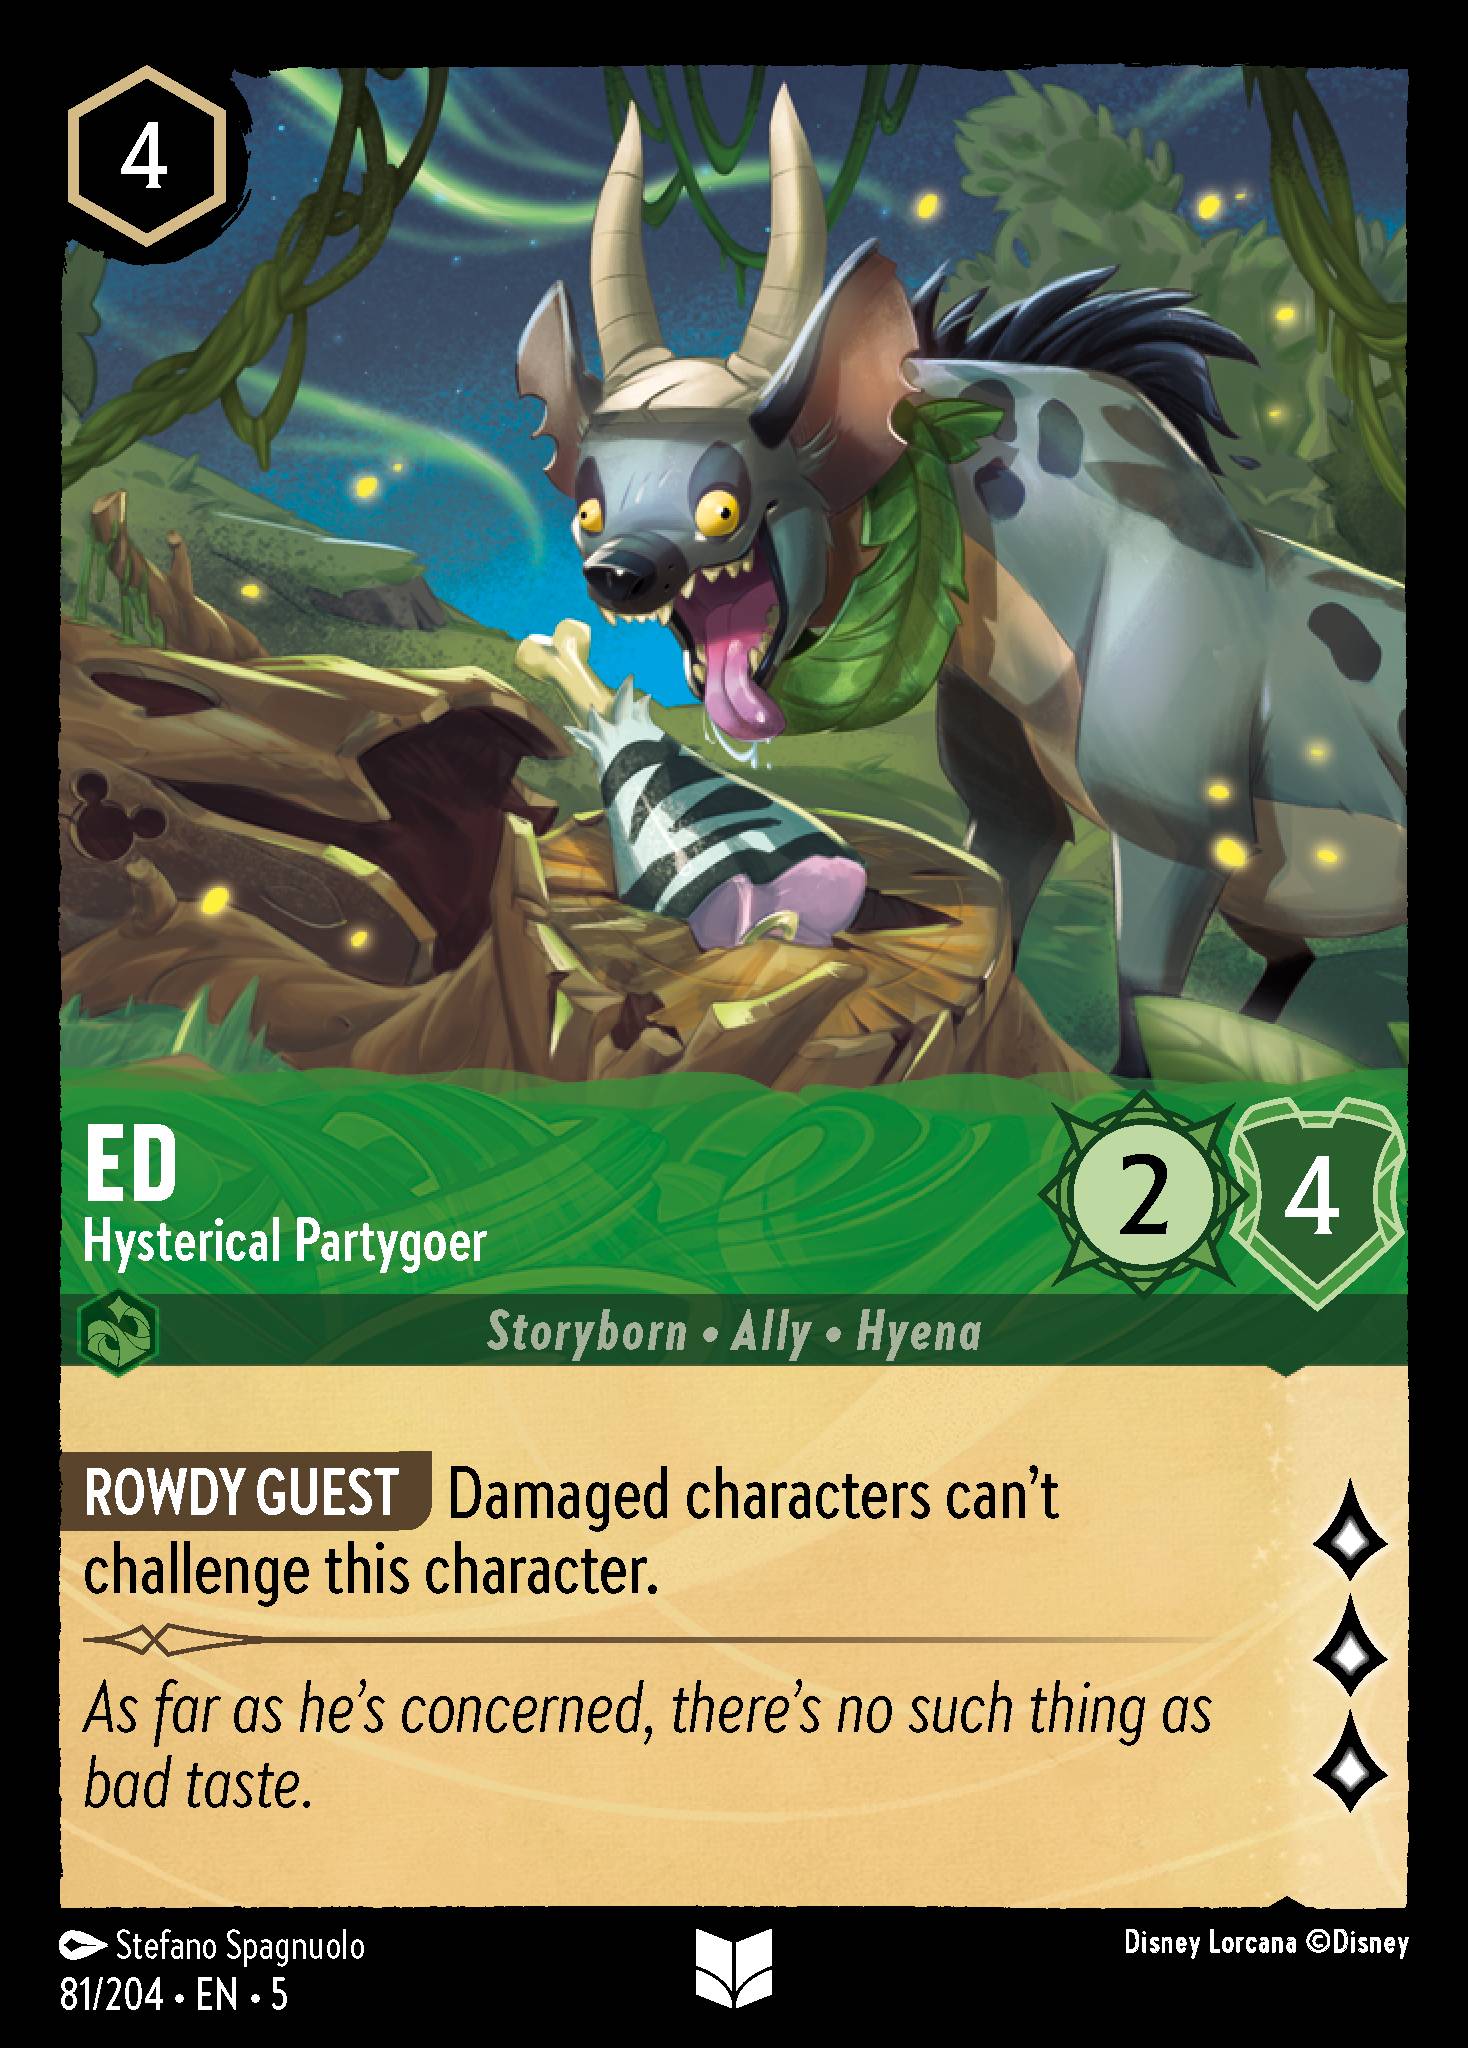 4
ED
Hysterical Partygoer
2
4
Storyborn • Ally • Hyena
ROWDY GUEST Damaged characters can't
challenge this character.
As far as he's concerned, there's no such thing as
bad taste.
Stefano Spagnuolo
81/204 • EN • 5
Disney Lorcana ©Disney